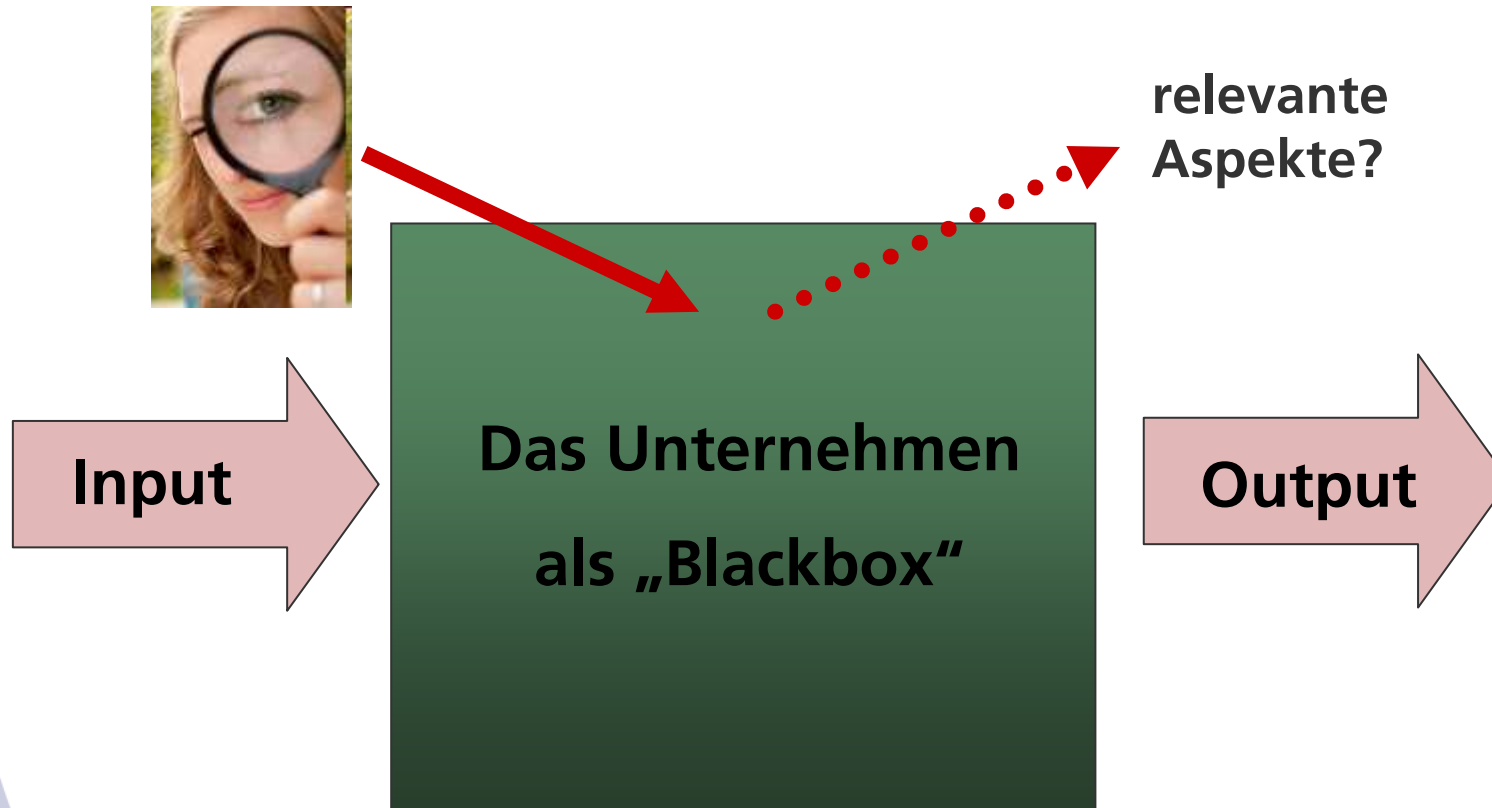 relevante
Aspekte?
Input
Das Unternehmen
als „Blackbox“
Output